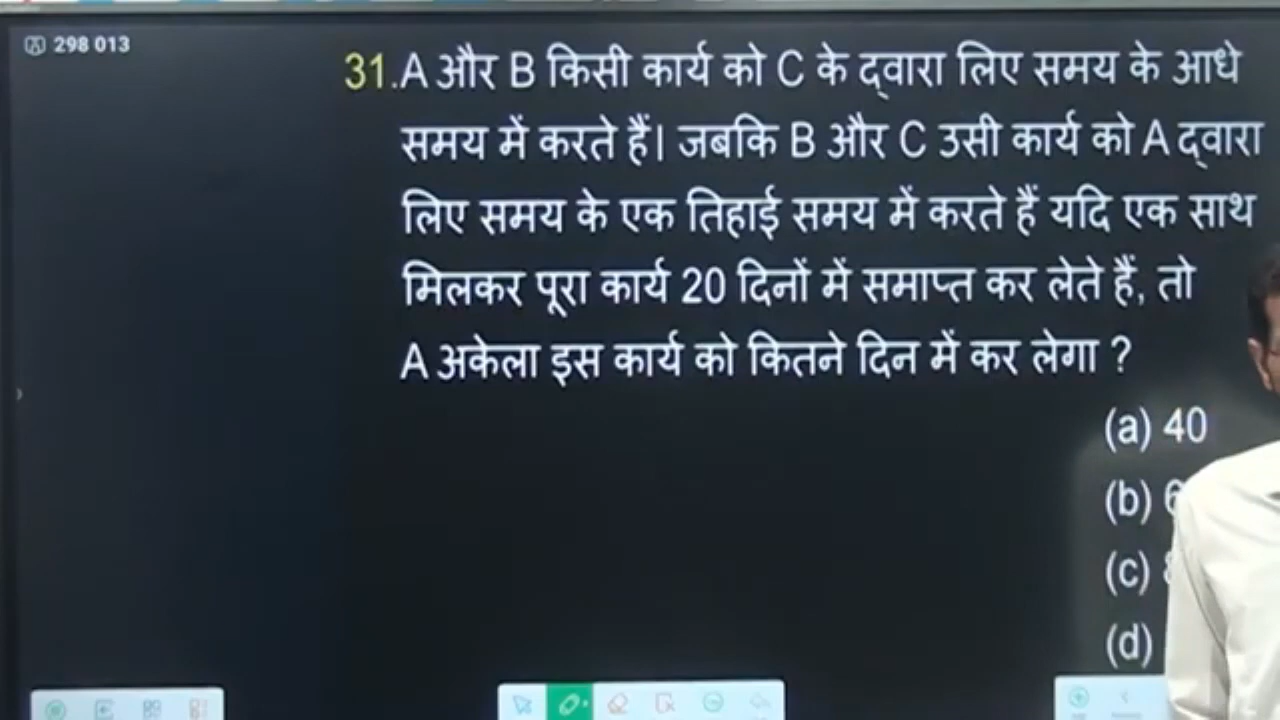 298 013
31.A और B किसी कार्य को C के द्वारा लिए समय के आधे
समय में करते हैं। जबकि B और C उसी कार्य को A द्वारा
लिए समय के एक तिहाई समय में करते हैं यदि एक साथ
मिलकर पूरा कार्य 20 दिनों में समाप्त कर लेते हैं, तो
A अकेला इस कार्य को कितने दिन में कर लेगा ?
(a) 40
(b)
(c)
(d)